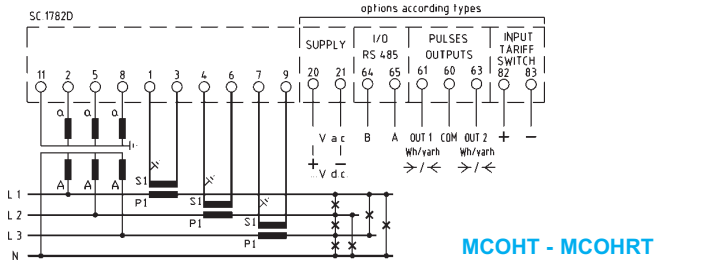 SC.1782D
options according types
SUPPLY
I/O
RS 485
PULSES
OUTPUTS
INPUT
TARIFF
SWITCH
11 2 5 8 1 3 4 6 7 9 20 21 64 65 61 60 63 82 83
a a a
V a c
B A OUT 1 COM OUT 2 + −
Wh/varh Wh/varh
+ −
...V d.c.
A A A
S1
L 1
P1
S1
L 2
P1
S1
L 3
P1
N
MCOHT - MCOHRT